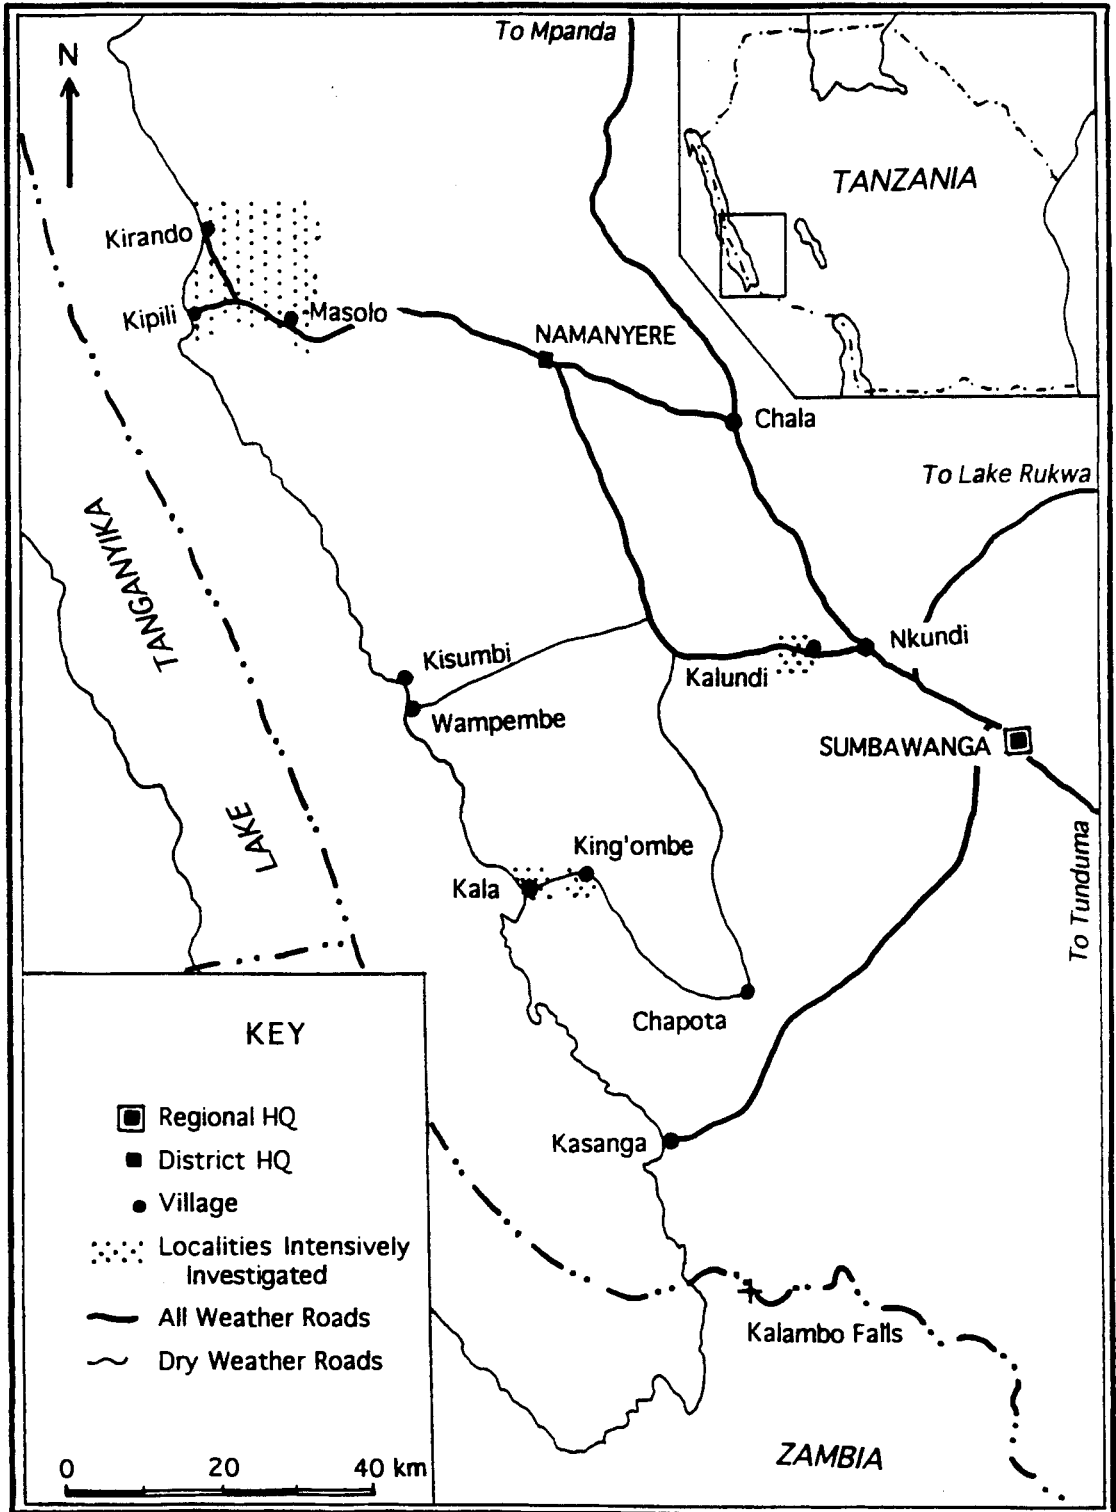 To Mpanda
N
TANZANIA
Kirando
Kipili
Masolo
NAMANYERE
Chala
To Lake Rukwa
TANGANYIKA
LAKE
Kisumbi
Wampembe
Nkundi
Kalundi
SUMBAWANGA
King'ombe
Kala
To Tunduma
Chapota
Kasanga
Kalambo Falls
ZAMBIA
KEY
Regional HQ
District HQ
Village
Localities Intensively
Investigated
All Weather Roads
Dry Weather Roads
0 20 40 km